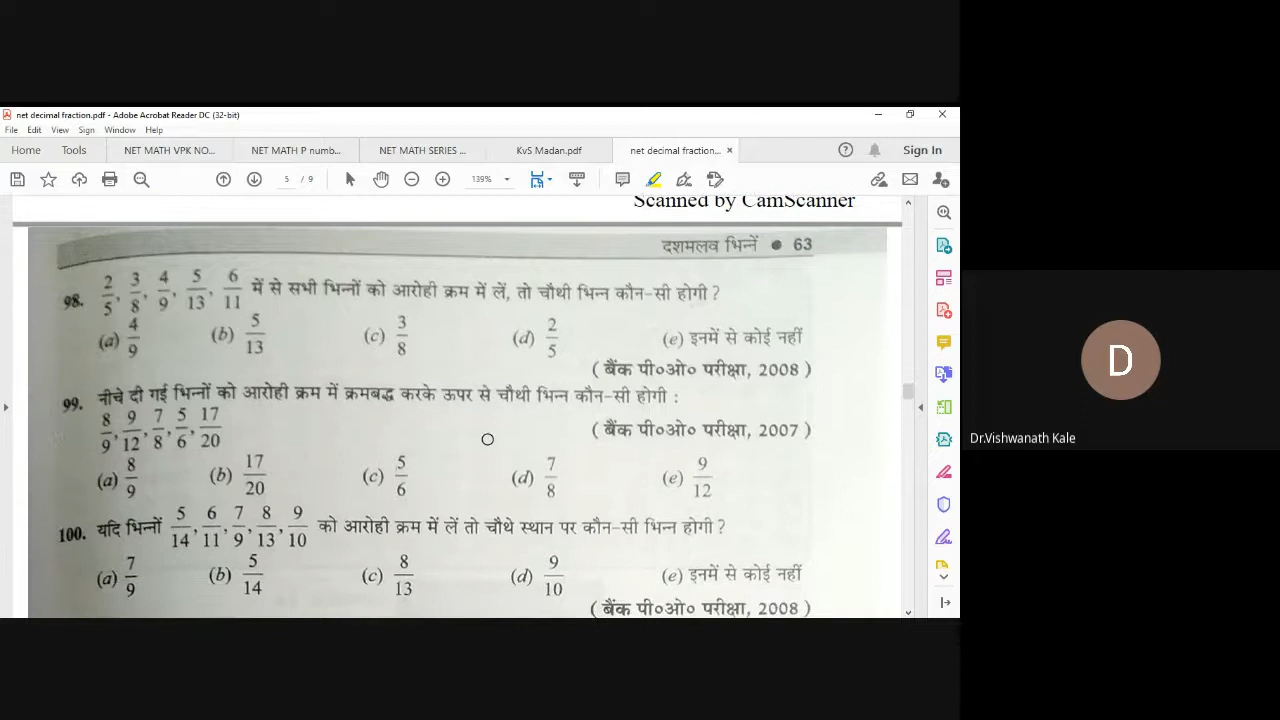 net decimal fraction.pdf - Adobe Acrobat Reader DC (32-bit)
File Edit View Sign Window Help
Home Tools NET MATH VPK NO... NET MATH P numb... NET MATH SERIES ... KvS Madan.pdf net decimal fraction... × Sign In
5 / 9 139%
Scanned by CamScanner
दशमलव भिन्नें ● 63
98. 2/5, 3/8, 4/9, 5/13, 6/11 में से सभी भिन्नों को आरोही क्रम में लें, तो चौथी भिन्न कौन-सी होगी ?
(a) 4/9 (b) 5/13 (c) 3/8 (d) 2/5 (e) इनमें से कोई नहीं
( बैंक पी०ओ० परीक्षा, 2008 )
99. नीचे दी गई भिन्नों को आरोही क्रम में क्रमबद्ध करके ऊपर से चौथी भिन्न कौन-सी होगी :
8/9, 9/12, 7/8, 5/6, 17/20 ( बैंक पी०ओ० परीक्षा, 2007 )
(a) 8/9 (b) 17/20 (c) 5/6 (d) 7/8 (e) 9/12
100. यदि भिन्नों 5/14, 6/11, 7/9, 8/13, 9/10 को आरोही क्रम में लें तो चौथे स्थान पर कौन-सी भिन्न होगी ?
(a) 7/9 (b) 5/14 (c) 8/13 (d) 9/10 (e) इनमें से कोई नहीं
( बैंक पी०ओ० परीक्षा, 2008 )
D
Dr.Vishwanath Kale